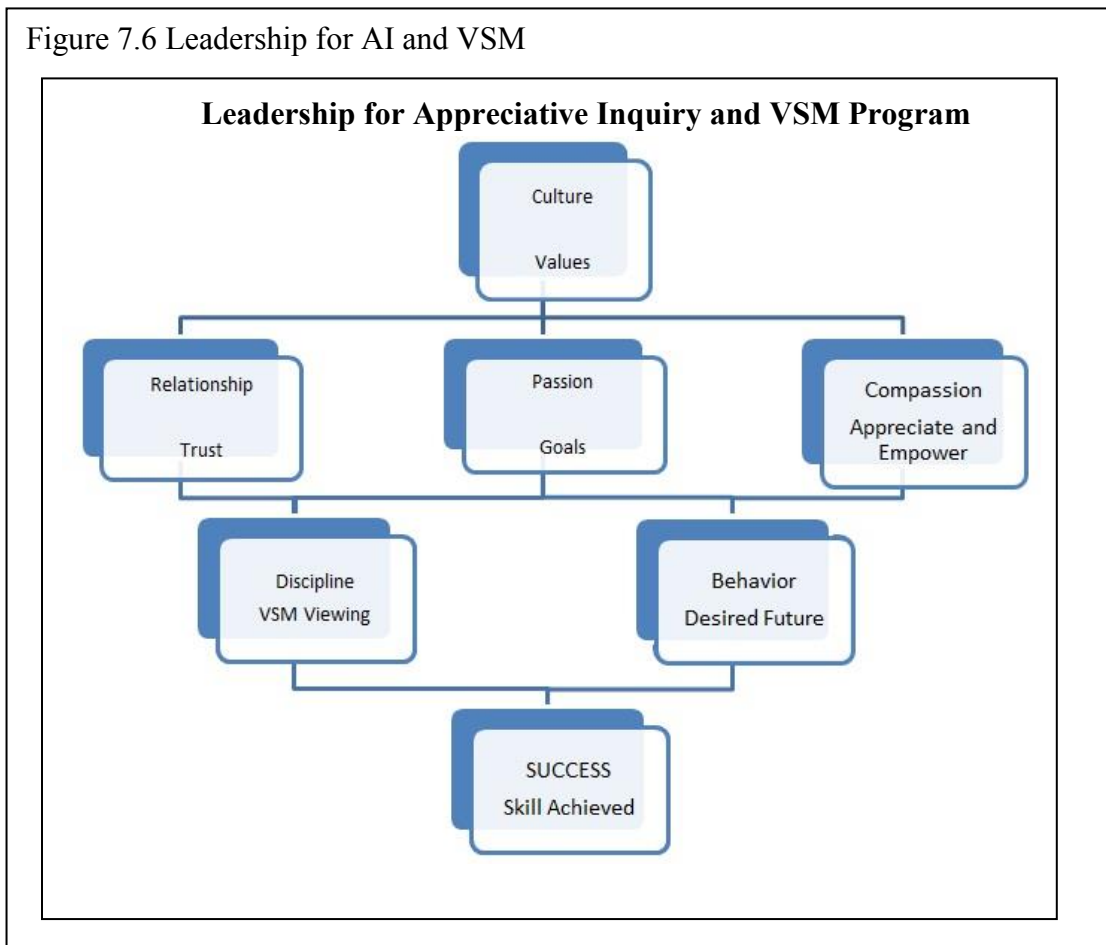 Figure 7.6 Leadership for AI and VSM
Leadership for Appreciative Inquiry and VSM Program
Culture
Values
Relationship
Trust
Passion
Goals
Compassion
Appreciate and
Empower
Discipline
VSM Viewing
Behavior
Desired Future
SUCCESS
Skill Achieved